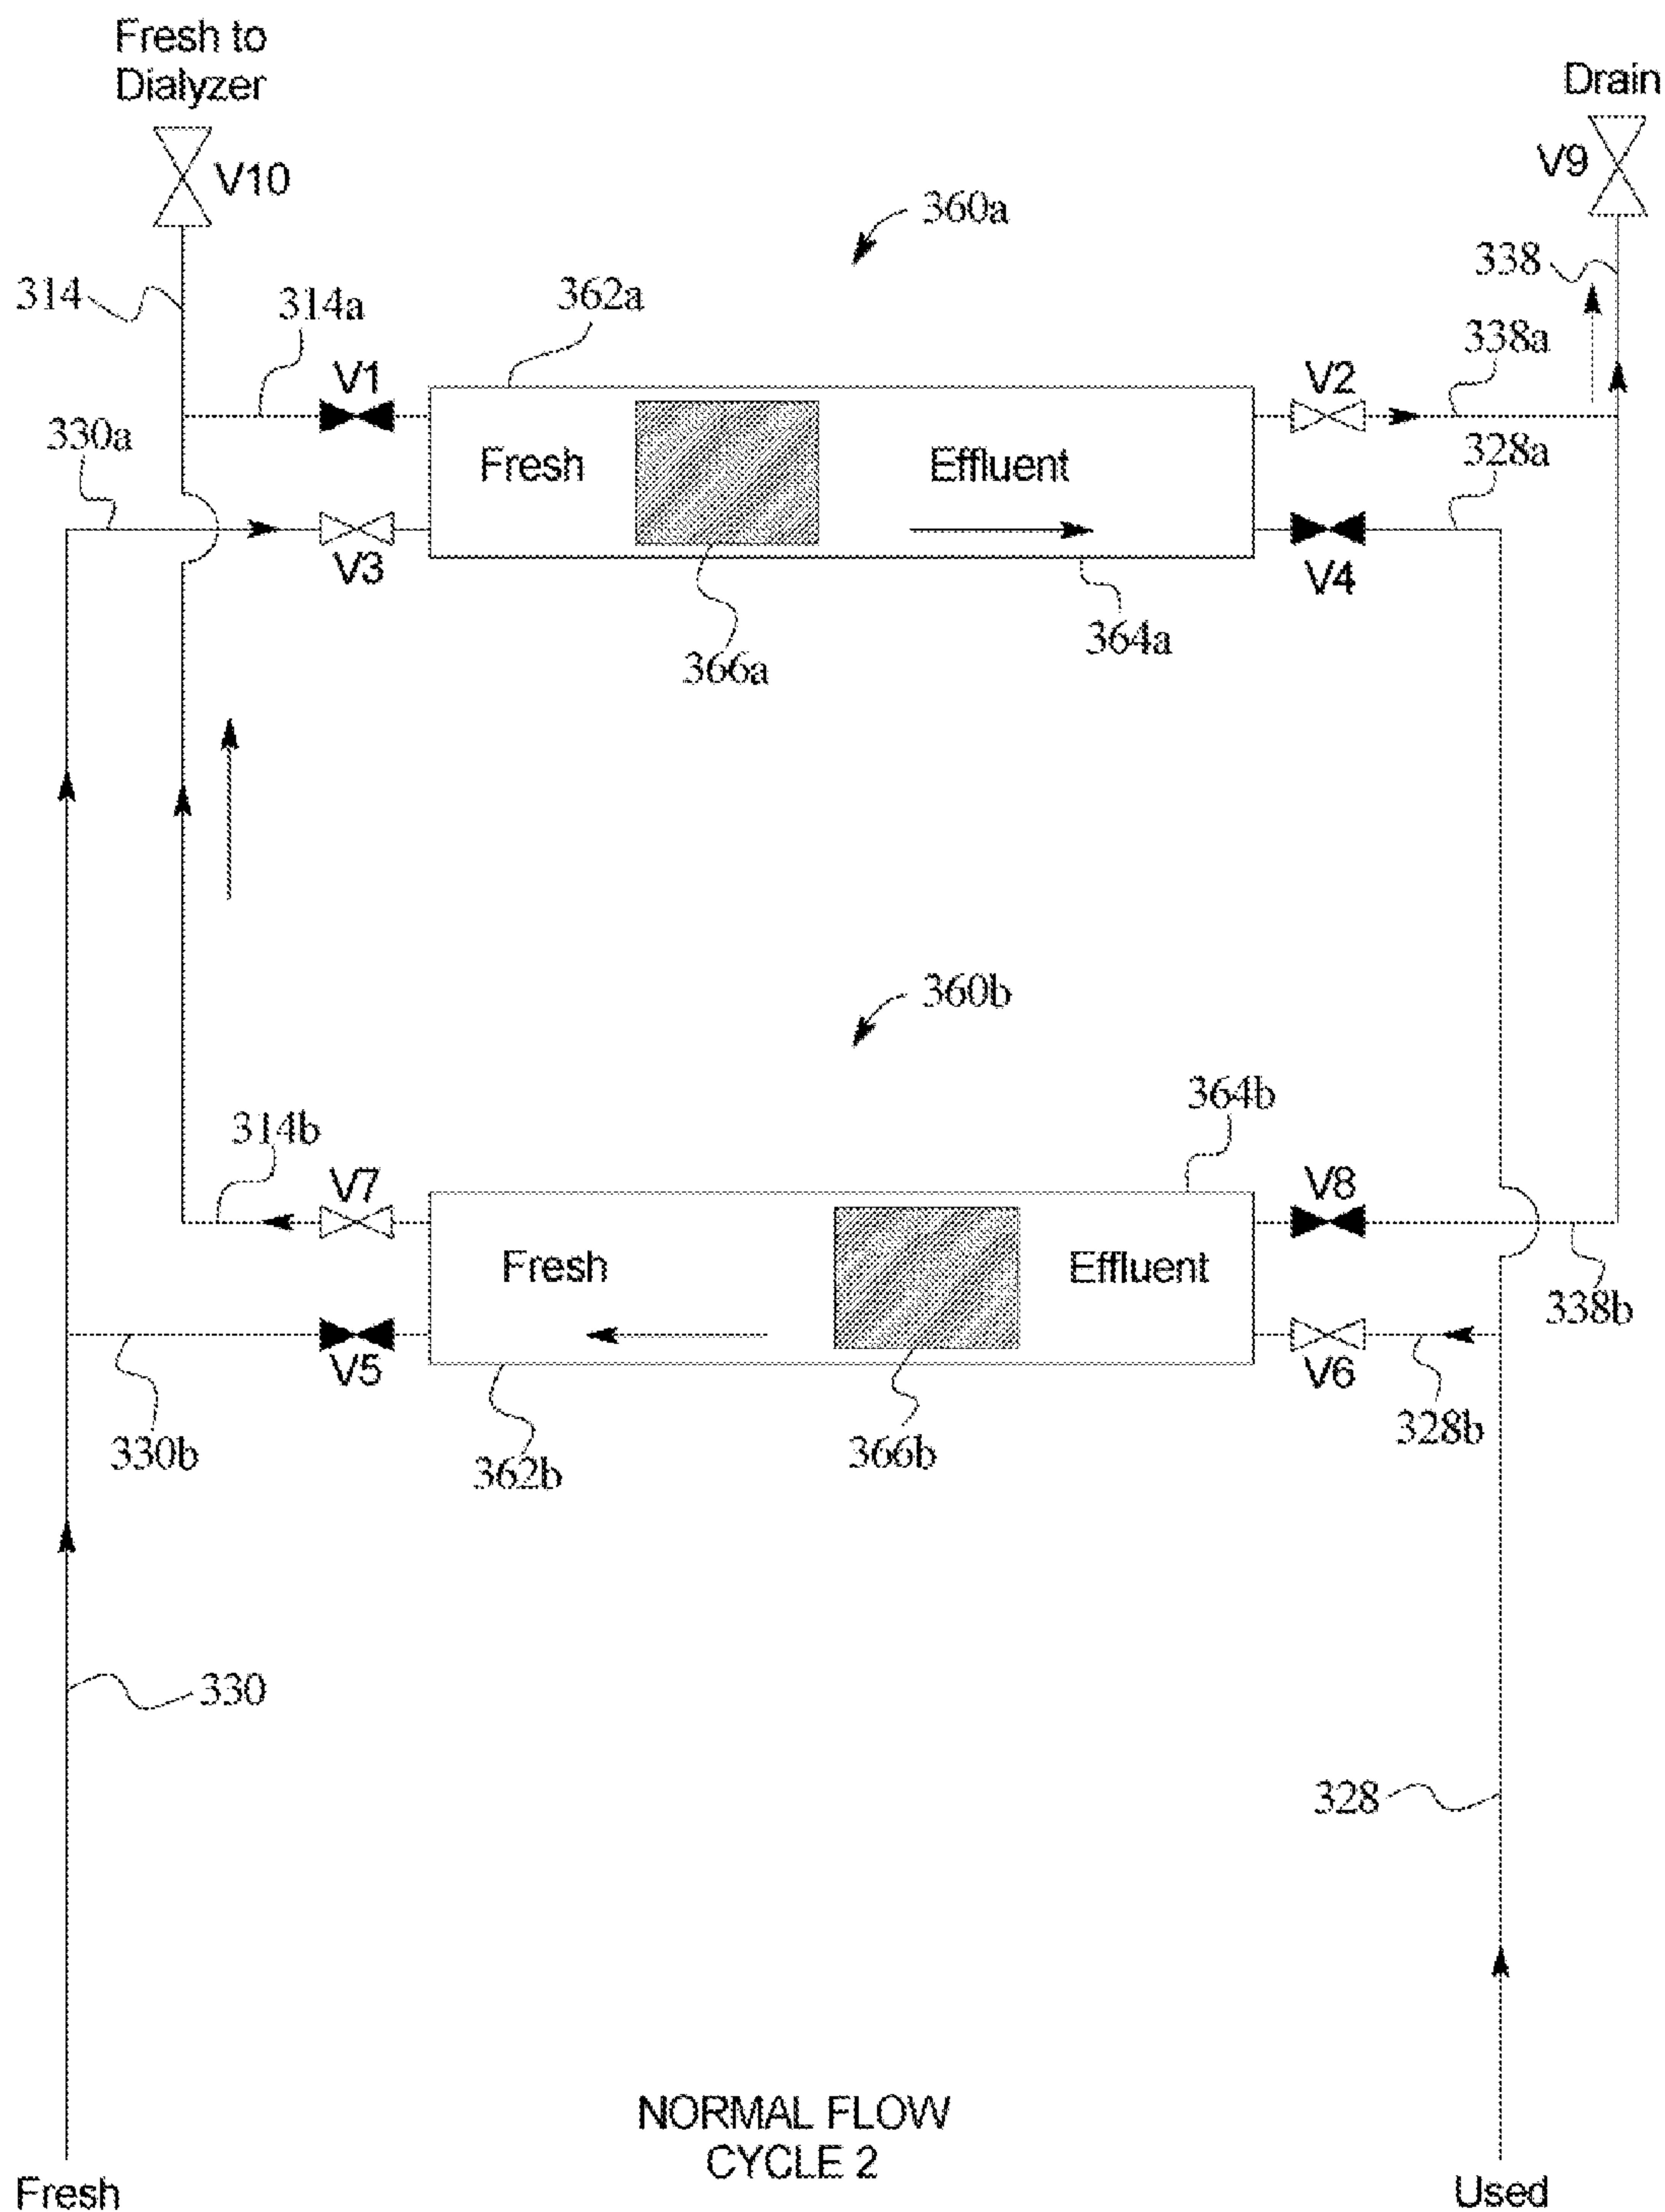 Fresh to
Dialyzer
Drain
V10
V9
360a
338
314
314a
362a
338a
V1
V2
330a
328a
Fresh
Effluent
V3
V4
364a
366a
360b
364b
314b
V7
V8
Fresh
Effluent
338b
V5
V6
328b
330b
362b
366b
330
328
NORMAL FLOW
CYCLE 2
Fresh
Used